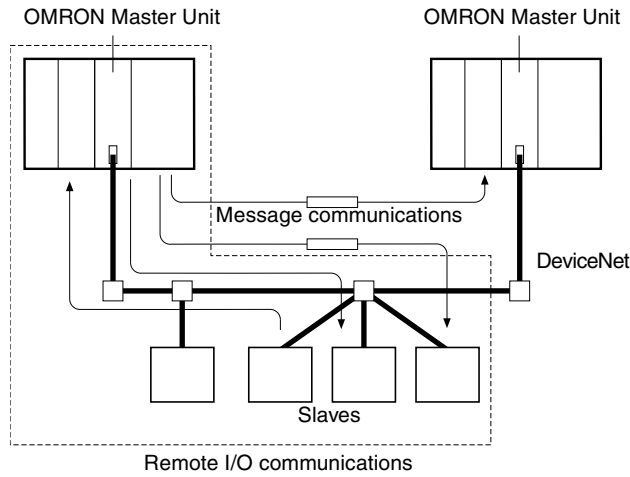 OMRON Master Unit
OMRON Master Unit
Message communications
DeviceNet
Slaves
Remote I/O communications